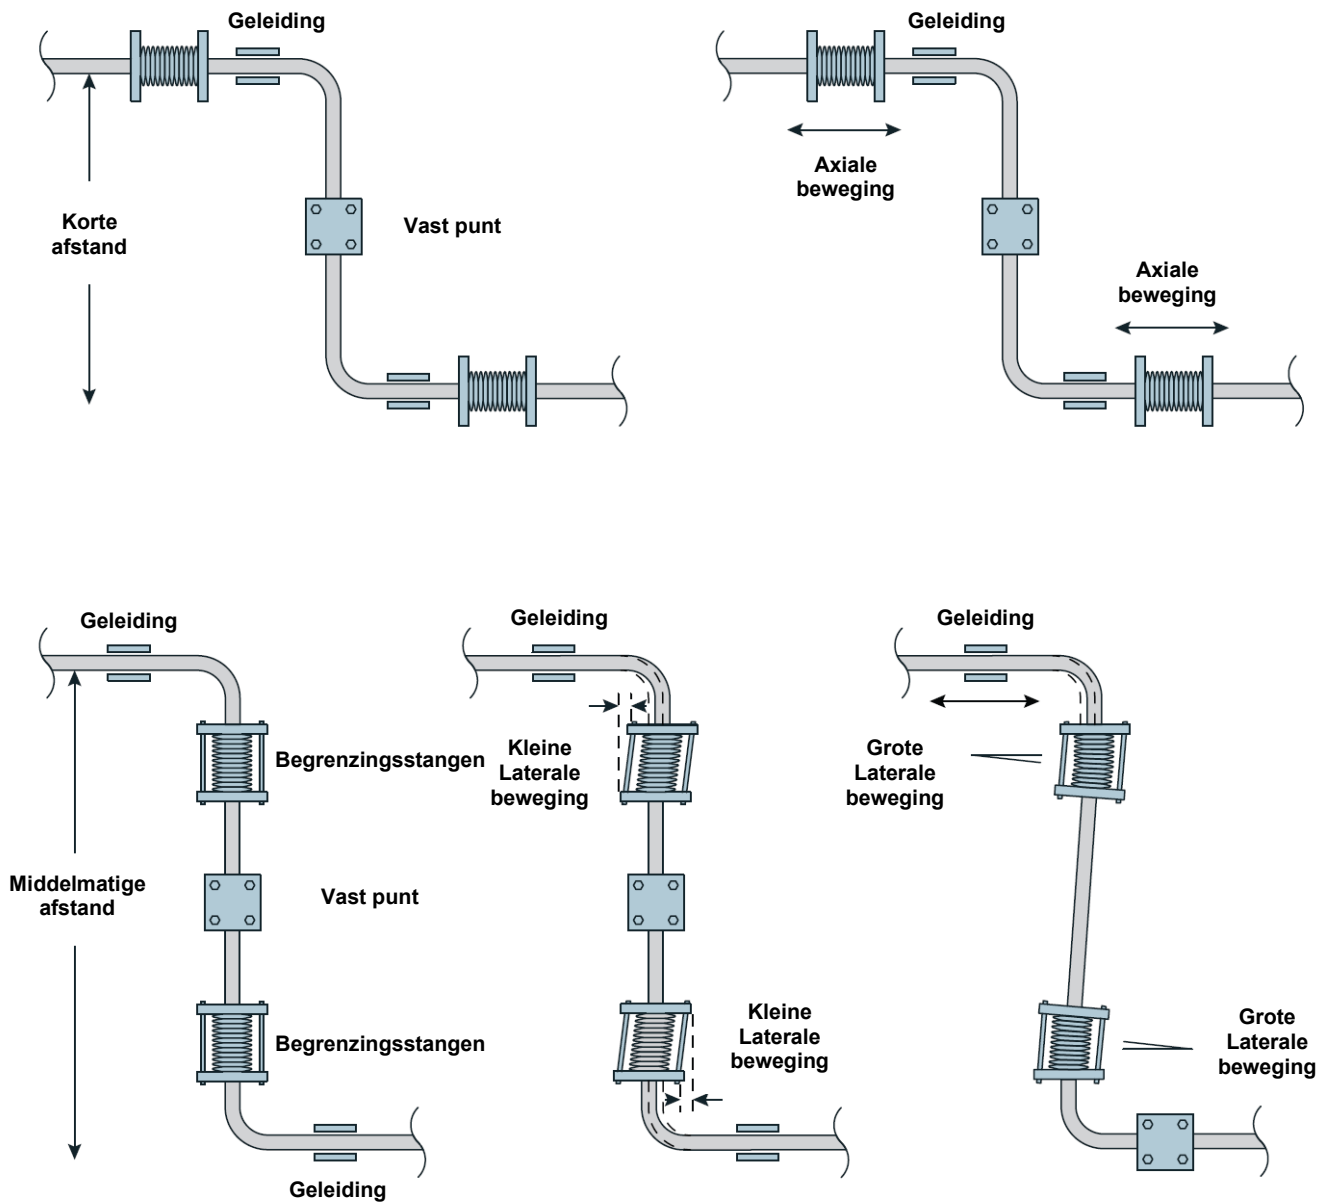 Geleiding
Geleiding
Axiale
beweging
Korte
afstand
Vast punt
Axiale
beweging
Geleiding
Geleiding
Geleiding
Begrenzingsstangen
Kleine
Laterale
beweging
Grote
Laterale
beweging
Middelmatige
afstand
Vast punt
Begrenzingsstangen
Kleine
Laterale
beweging
Grote
Laterale
beweging
Geleiding